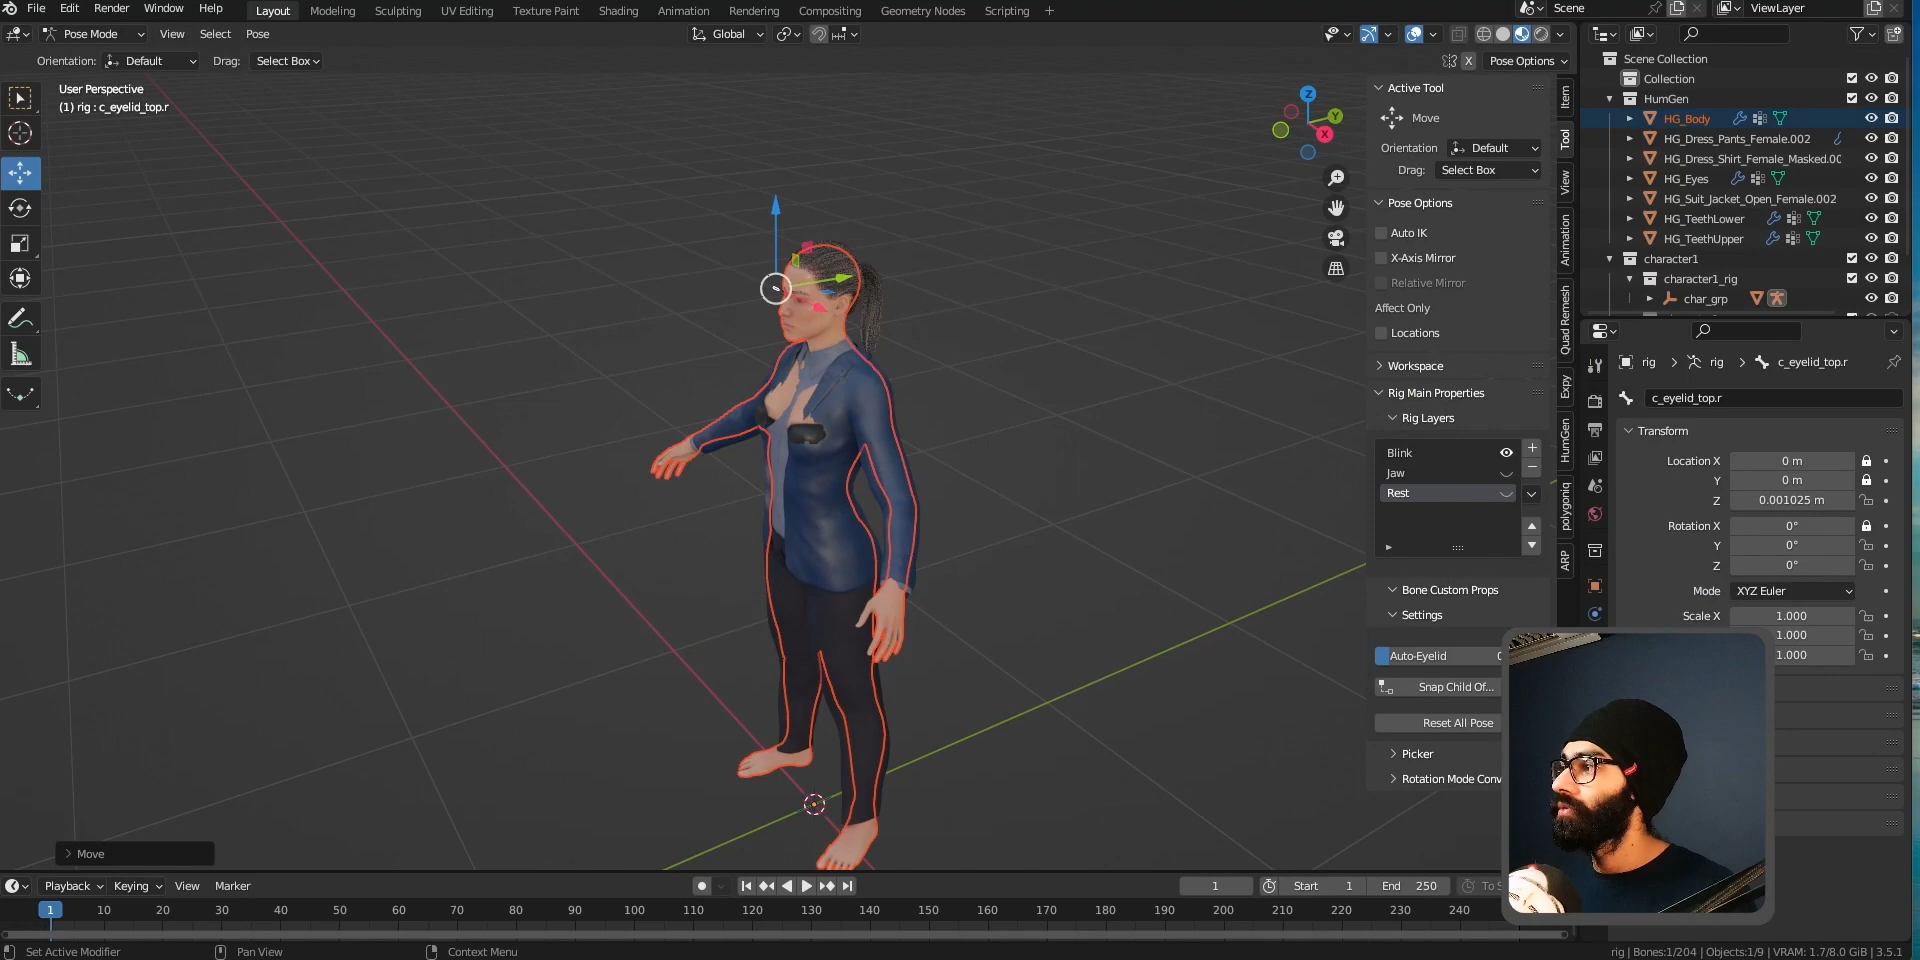 File Edit Render Window Help Layout Modeling Sculpting UV Editing Texture Paint Shading Animation Rendering Compositing Geometry Nodes Scripting + Scene ViewLayer
Pose Mode View Select Pose Global
Orientation: Default Drag: Select Box X Pose Options
User Perspective
(1) rig : c_eyelid_top.r
Z
Y
X
Active Tool
Move
Orientation Default
Drag: Select Box
Pose Options
Auto IK
X-Axis Mirror
Relative Mirror
Affect Only
Locations
Workspace
Rig Main Properties
Rig Layers
Blink
Jaw
Rest
Bone Custom Props
Settings
Auto-Eyelid
Snap Child Of...
Reset All Pose
Picker
Rotation Mode Conv
Item
Tool
View
Animation
Quad Remesh
Expy
HumGen
polygoniq
ARP
Scene Collection
Collection
HumGen
HG_Body
HG_Dress_Pants_Female.002
HG_Dress_Shirt_Female_Masked.00
HG_Eyes
HG_Suit_Jacket_Open_Female.002
HG_TeethLower
HG_TeethUpper
character1
character1_rig
char_grp
rig > rig > c_eyelid_top.r
c_eyelid_top.r
Transform
Location X 0 m
Y 0 m
Z 0.001025 m
Rotation X 0°
Y 0°
Z 0°
Mode XYZ Euler
Scale X 1.000
1.000
1.000
Move
Playback Keying View Marker 1 Start 1 End 250 To S
1 10 20 30 40 50 60 70 80 90 100 110 120 130 140 150 160 170 180 190 200 210 220 230 240
Set Active Modifier Pan View Context Menu rig | Bones:1/204 | Objects:1/9 | VRAM: 1.7/8.0 GiB | 3.5.1